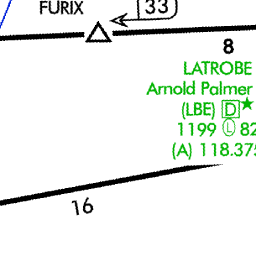 FURIX
33
8
LATROBE
Arnold Palmer
(LBE) D★
1199 Ⓛ 82
(A) 118.375
16